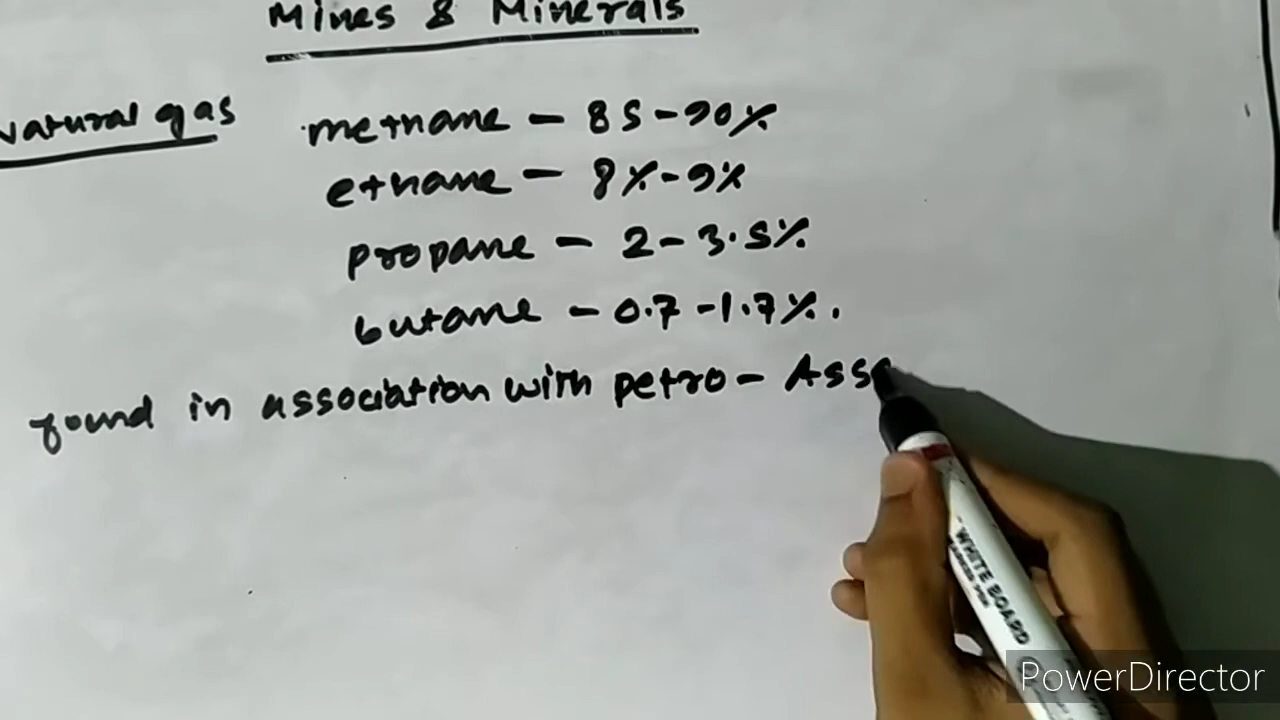 Mines & Minerals
Natural gas
methane - 85-90%
ethane - 8%-9%
propane - 2-3.5%
butane - 0.7-1.7%.
found in association with petro - Ass
WHITE BOARD
PowerDirector